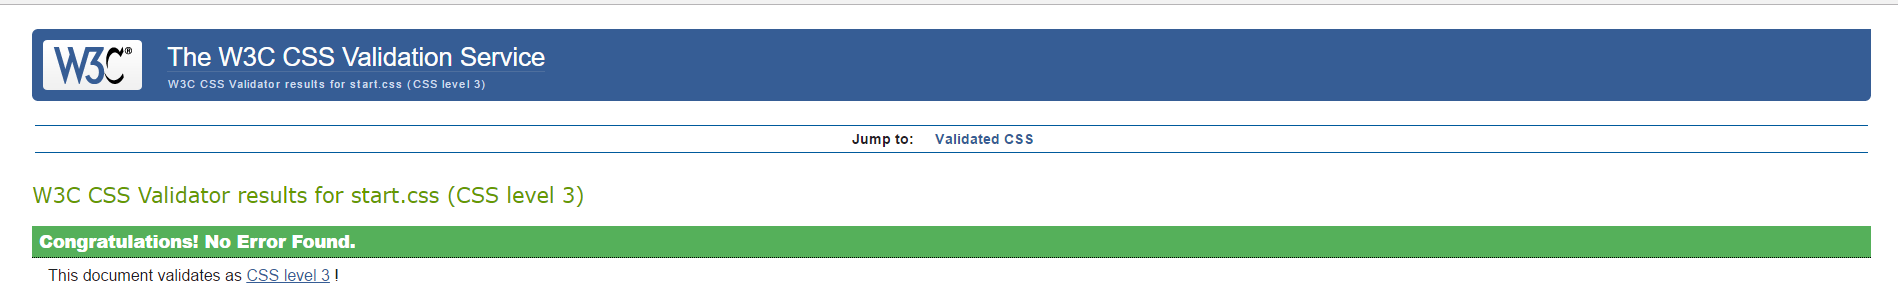 W3C®
The W3C CSS Validation Service
W3C CSS Validator results for start.css (CSS level 3)
Jump to: Validated CSS
W3C CSS Validator results for start.css (CSS level 3)
Congratulations! No Error Found.
This document validates as CSS level 3 !